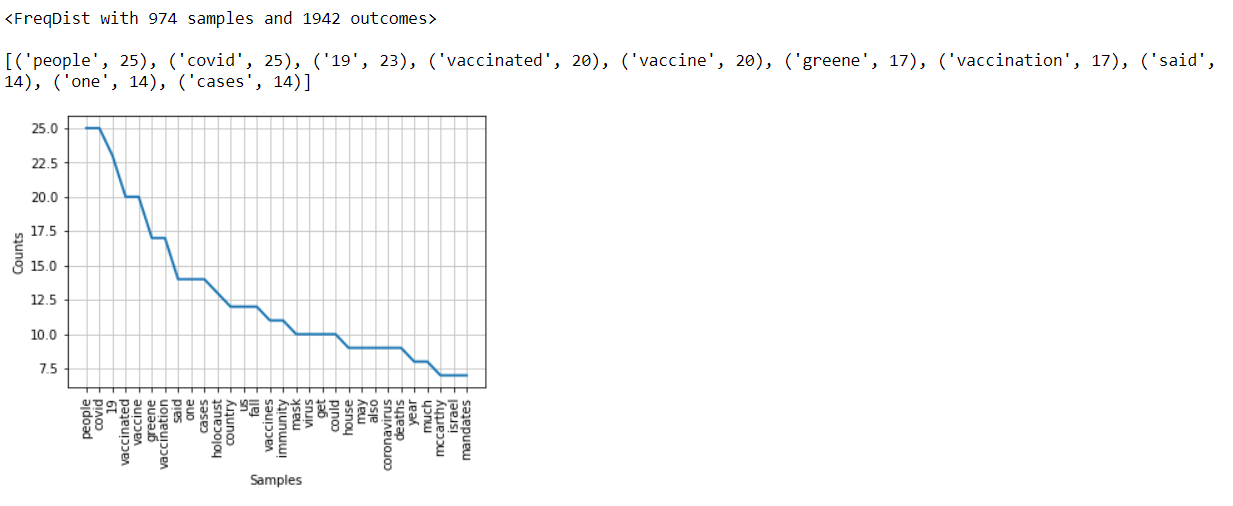 <FreqDist with 974 samples and 1942 outcomes>
[('people', 25), ('covid', 25), ('19', 23), ('vaccinated', 20), ('vaccine', 20), ('greene', 17), ('vaccination', 17), ('said',
14), ('one', 14), ('cases', 14)]
25.0
22.5
20.0
17.5
15.0
12.5
10.0
7.5
Counts
people
covid
19
vaccinated
vaccine
greene
vaccination
said
one
cases
holocaust
country
us
fall
vaccines
immunity
mask
virus
get
could
house
may
also
coronavirus
deaths
year
much
mccarthy
israel
mandates
Samples